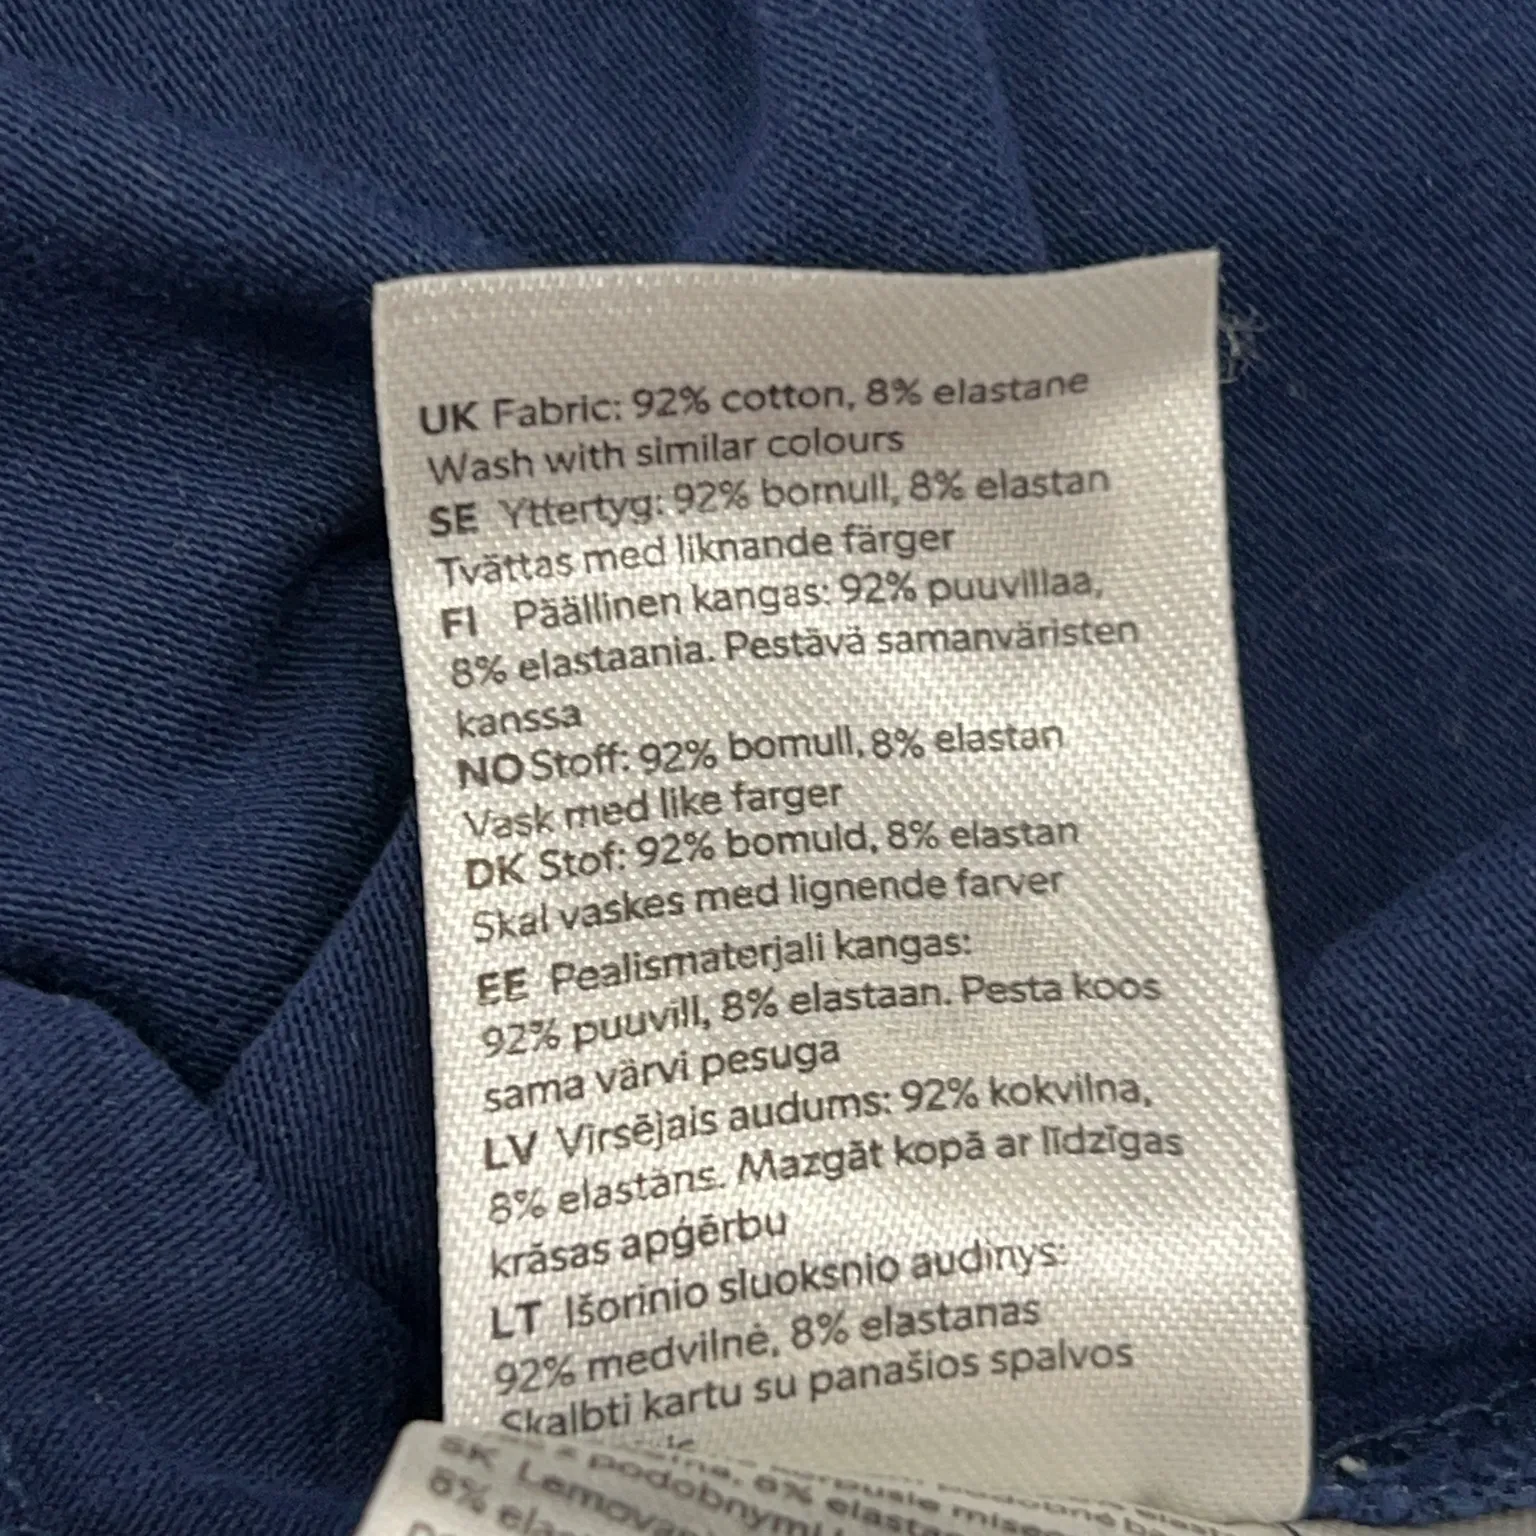 UK Fabric: 92% cotton, 8% elastane
Wash with similar colours
SE Yttertyg: 92% bomull, 8% elastan
Tvättas med liknande färger
FI Päällinen kangas: 92% puuvillaa,
8% elastaania. Pestävä samanväristen
kanssa
NO Stoff: 92% bomull, 8% elastan
Vask med like farger
DK Stof: 92% bomuld, 8% elastan
Skal vaskes med lignende farver
EE Pealismaterjali kangas:
92% puuvill, 8% elastaan. Pesta koos
sama värvi pesuga
LV Virsējais audums: 92% kokvilna,
8% elastāns. Mazgāt kopā ar līdzīgas
krāsas apģērbu
LT Išorinio sluoksnio audinys:
92% medvilnė, 8% elastanas
Skalbti kartu su panašios spalvos
SK
podobnymi
8%